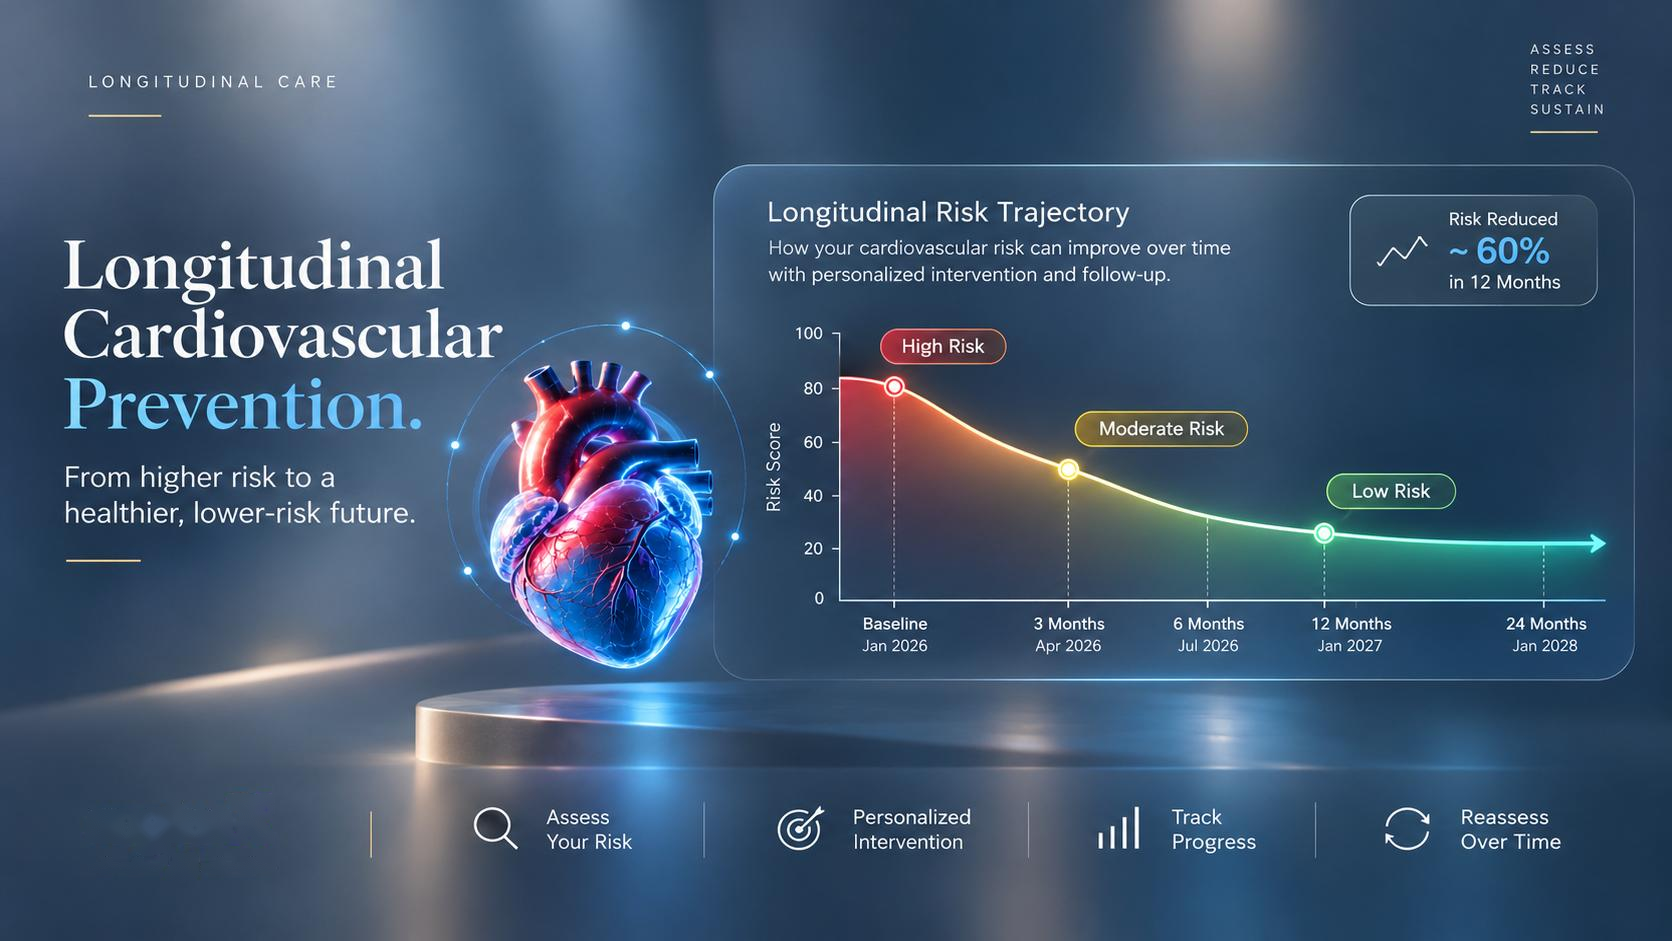 LONGITUDINAL CARE
ASSESS
REDUCE
TRACK
SUSTAIN
Longitudinal
Cardiovascular
Prevention.
From higher risk to a
healthier, lower-risk future.
Longitudinal Risk Trajectory
How your cardiovascular risk can improve over time
with personalized intervention and follow-up.
Risk Reduced
~ 60%
in 12 Months
Risk Score
100
80
60
40
20
0
High Risk
Moderate Risk
Low Risk
Baseline
Jan 2026
3 Months
Apr 2026
6 Months
Jul 2026
12 Months
Jan 2027
24 Months
Jan 2028
Assess
Your Risk
Personalized
Intervention
Track
Progress
Reassess
Over Time